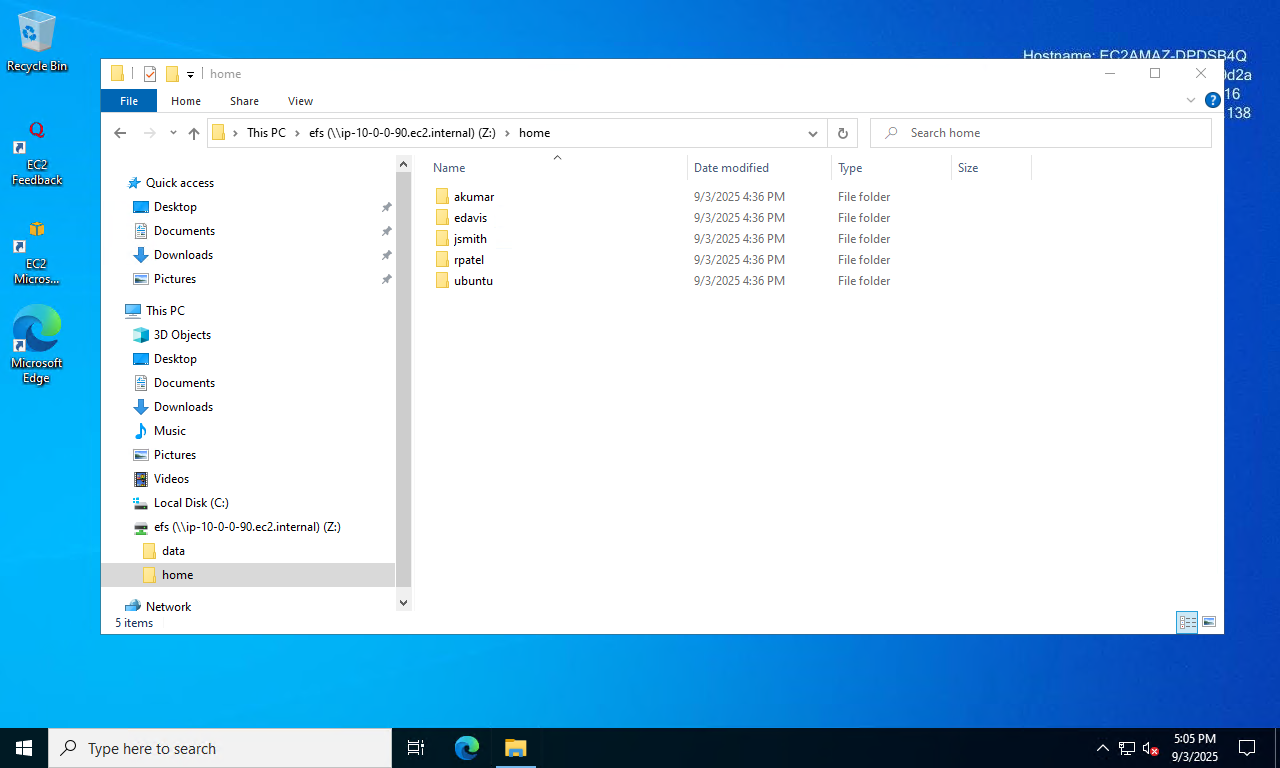 Recycle Bin
EC2
Feedback
EC2
Micros...
Microsoft
Edge
Hostname: EC2AMAZ-DPDSB4Q
0d2a
16
.138
home
File
Home
Share
View
This PC
efs (\\ip-10-0-0-90.ec2.internal) (Z:)
home
Search home
Quick access
Desktop
Documents
Downloads
Pictures
This PC
3D Objects
Desktop
Documents
Downloads
Music
Pictures
Videos
Local Disk (C:)
efs (\\ip-10-0-0-90.ec2.internal) (Z:)
data
home
Network
Name Date modified Type Size
akumar 9/3/2025 4:36 PM File folder
edavis 9/3/2025 4:36 PM File folder
jsmith 9/3/2025 4:36 PM File folder
rpatel 9/3/2025 4:36 PM File folder
ubuntu 9/3/2025 4:36 PM File folder
5 items
Type here to search
5:05 PM
9/3/2025